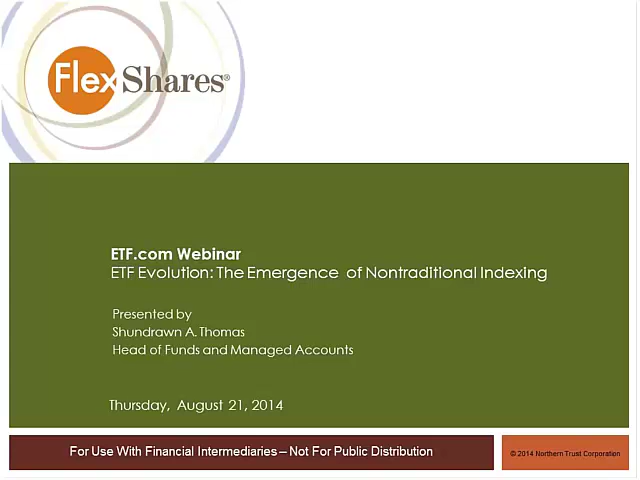 FlexShares®
ETF.com Webinar
ETF Evolution: The Emergence of Nontraditional Indexing
Presented by
Shundrawn A. Thomas
Head of Funds and Managed Accounts
Thursday, August 21, 2014
For Use With Financial Intermediaries – Not For Public Distribution
© 2014 Northern Trust Corporation